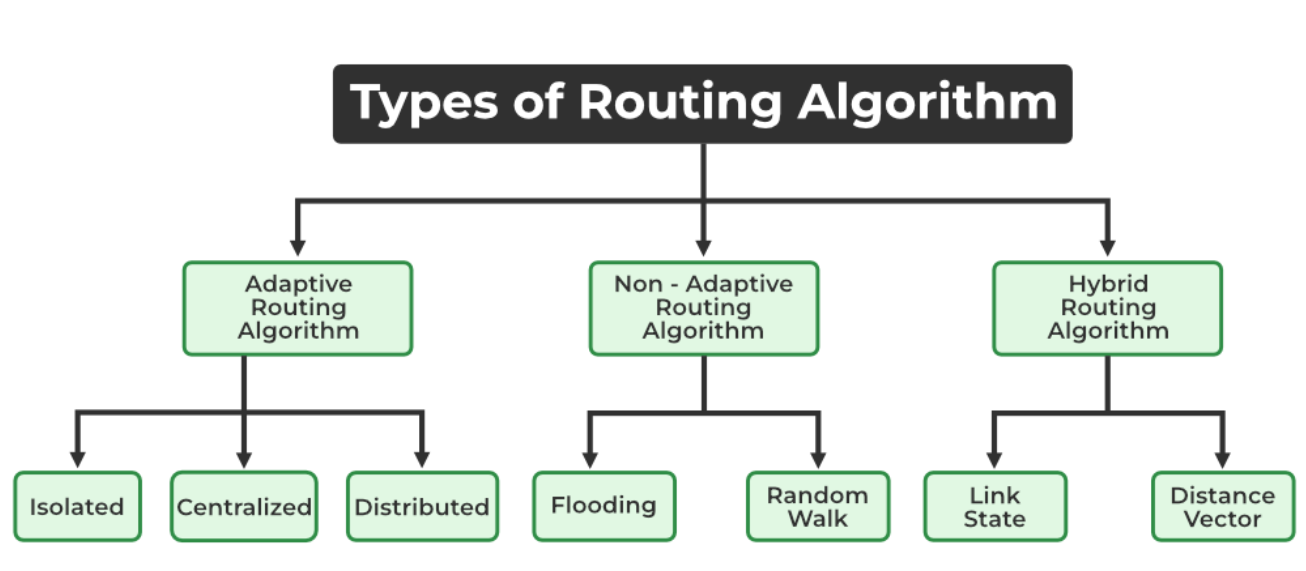 Types of Routing Algorithm
Adaptive
Routing
Algorithm
Non - Adaptive
Routing
Algorithm
Hybrid
Routing
Algorithm
Isolated
Centralized
Distributed
Flooding
Random
Walk
Link
State
Distance
Vector